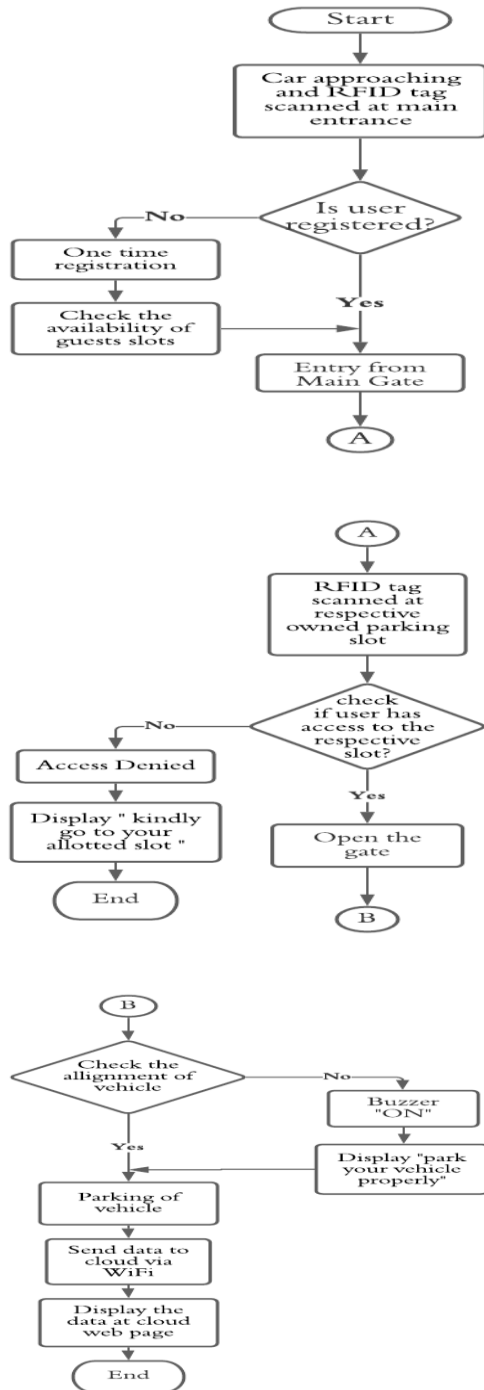 Start
Car approaching
and RFID tag
scanned at main
entrance
Is user
registered?
No
One time
registration
Check the
availability of
guests slots
Yes
Entry from
Main Gate
A
A
RFID tag
scanned at
respective
owned parking
slot
check
if user has
access to the
respective
slot?
No
Access Denied
Display " kindly
go to your
allotted slot "
End
Yes
Open the
gate
B
B
Check the
allignment of
vehicle
No
Buzzer
"ON"
Display "park
your vehicle
properly"
Yes
Parking of
vehicle
Send data to
cloud via
WiFi
Display the
data at cloud
web page
End